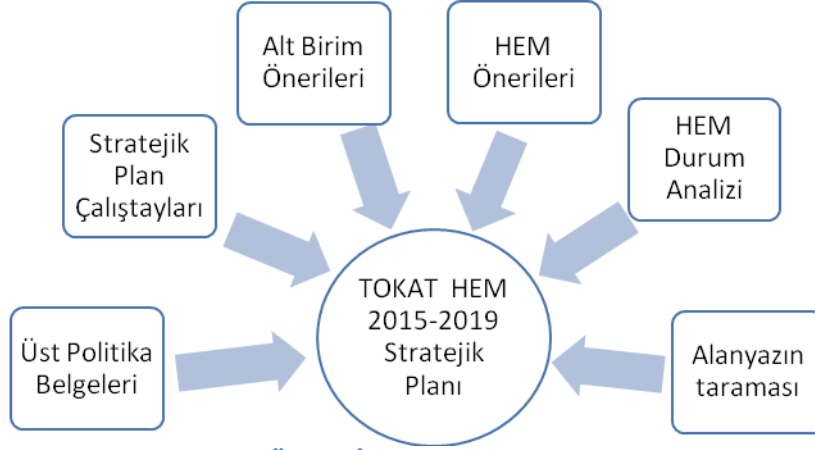 Alt Birim
Önerileri
HEM
Önerileri
Stratejik
Plan
Çalıştayları
HEM
Durum
Analizi
Üst Politika
Belgeleri
TOKAT HEM
2015-2019
Stratejik
Planı
Alanyazın
taraması